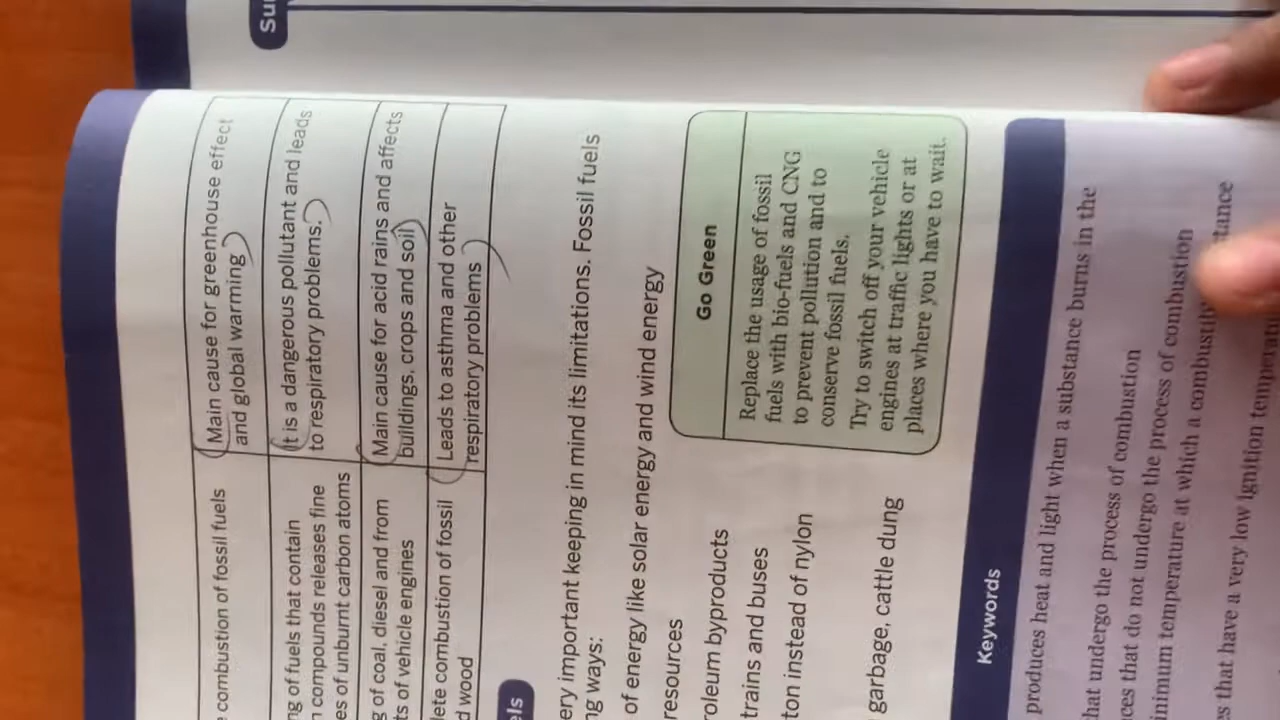 Su
combustion of fossil fuels
Main cause for greenhouse effect
and global warming
ng of fuels that contain
n compounds releases fine
es of unburnt carbon atoms
It is a dangerous pollutant and leads
to respiratory problems.
g of coal, diesel and from
ts of vehicle engines
Main cause for acid rains and affects
buildings, crops and soil
lete combustion of fossil
d wood
Leads to asthma and other
respiratory problems
els
ery important keeping in mind its limitations. Fossil fuels
ng ways:
of energy like solar energy and wind energy
resources
roleum byproducts
trains and buses
ton instead of nylon
garbage, cattle dung
Go Green
Replace the usage of fossil
fuels with bio-fuels and CNG
to prevent pollution and to
conserve fossil fuels.
Try to switch off your vehicle
engines at traffic lights or at
places where you have to wait.
Keywords
produces heat and light when a substance burns in the
hat undergo the process of combustion
ces that do not undergo the process of combustion
nimum temperature at which a combustib tance
s that have a very low ignition temperatu